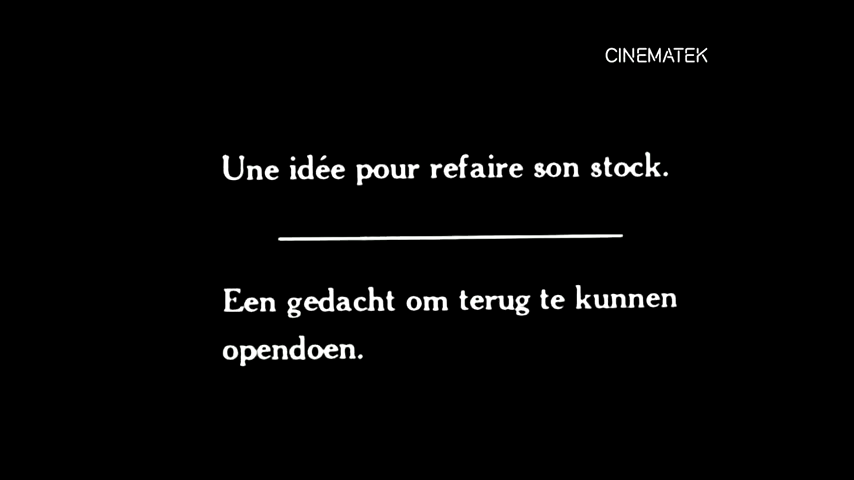 CINEMATEK
Une idée pour refaire son stock.
Een gedacht om terug te kunnen
opendoen.